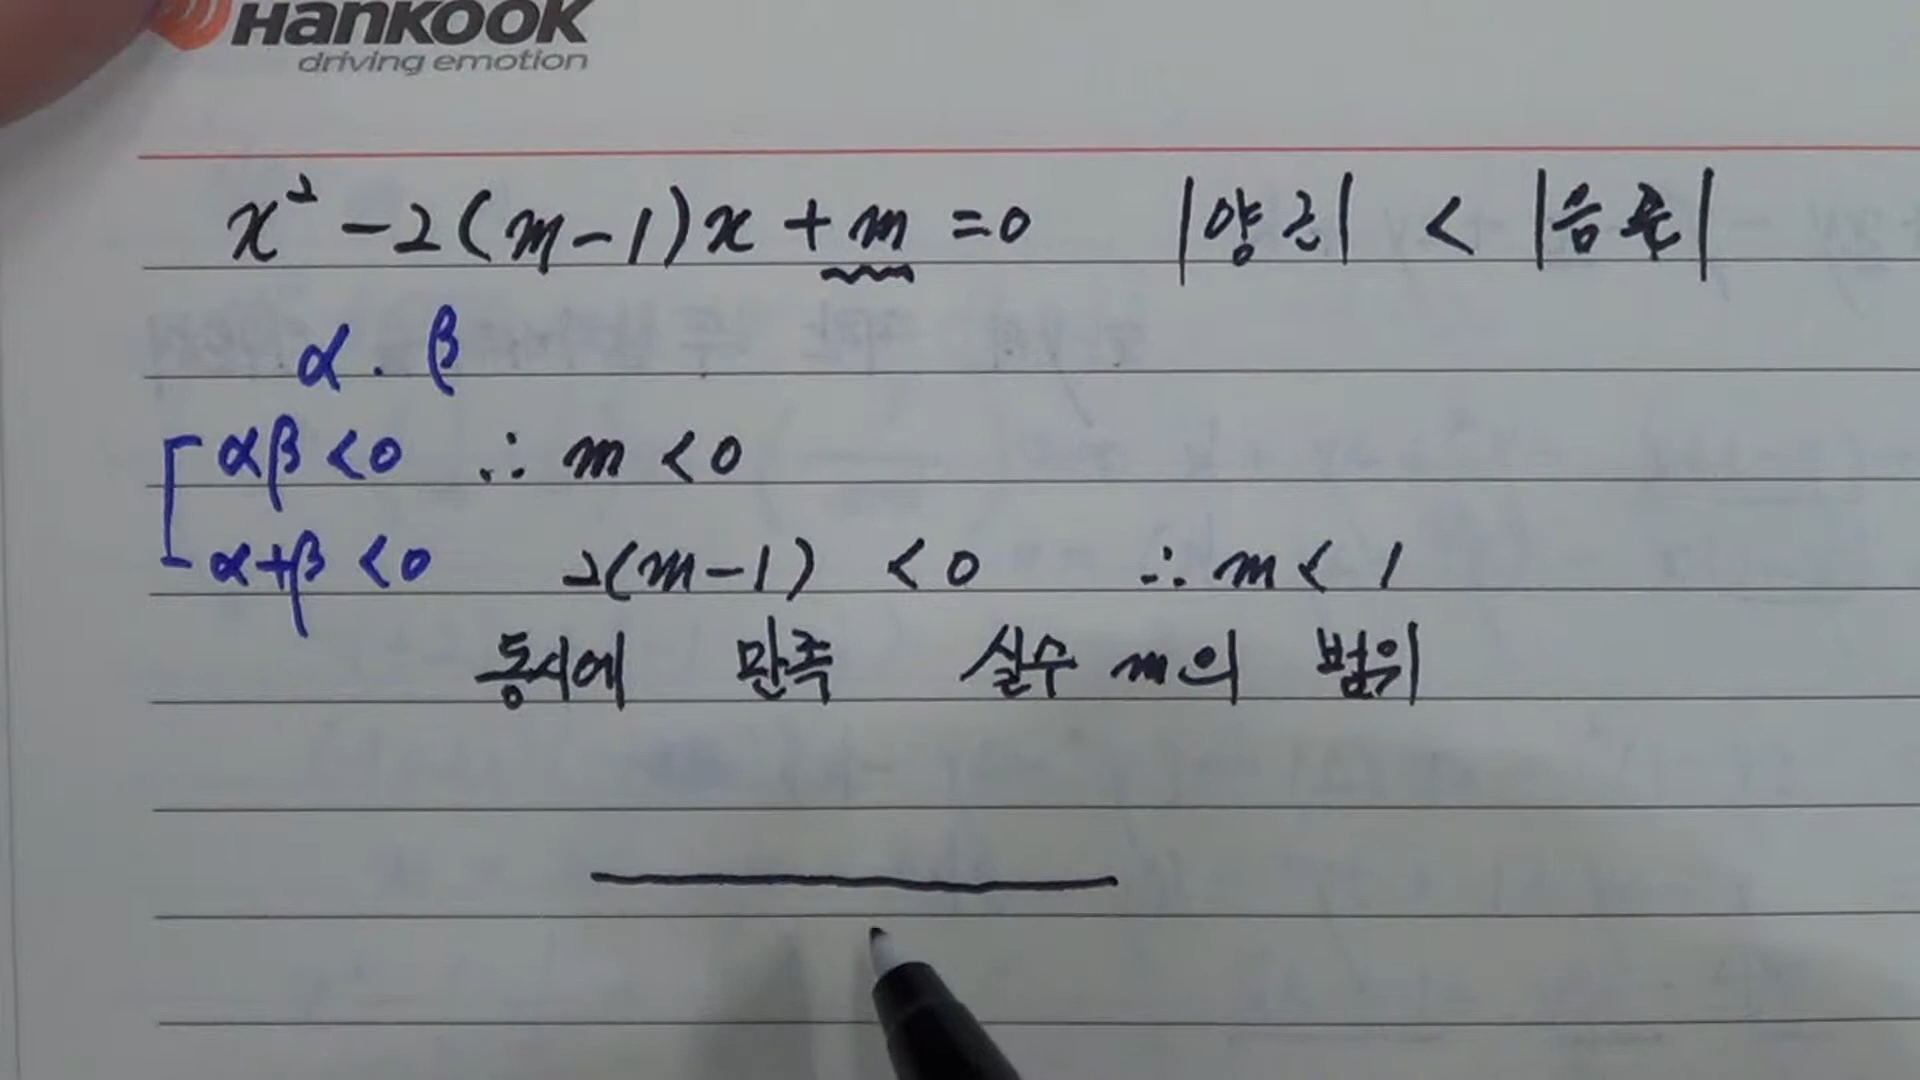 Hankook
driving emotion
x² - 2(m-1)x + m = 0 |양근| < |음근|
α . β
αβ < 0 ∴ m < 0
α+β < 0 2(m-1) < 0 ∴ m < 1
동시에 만족 실수 m의 범위